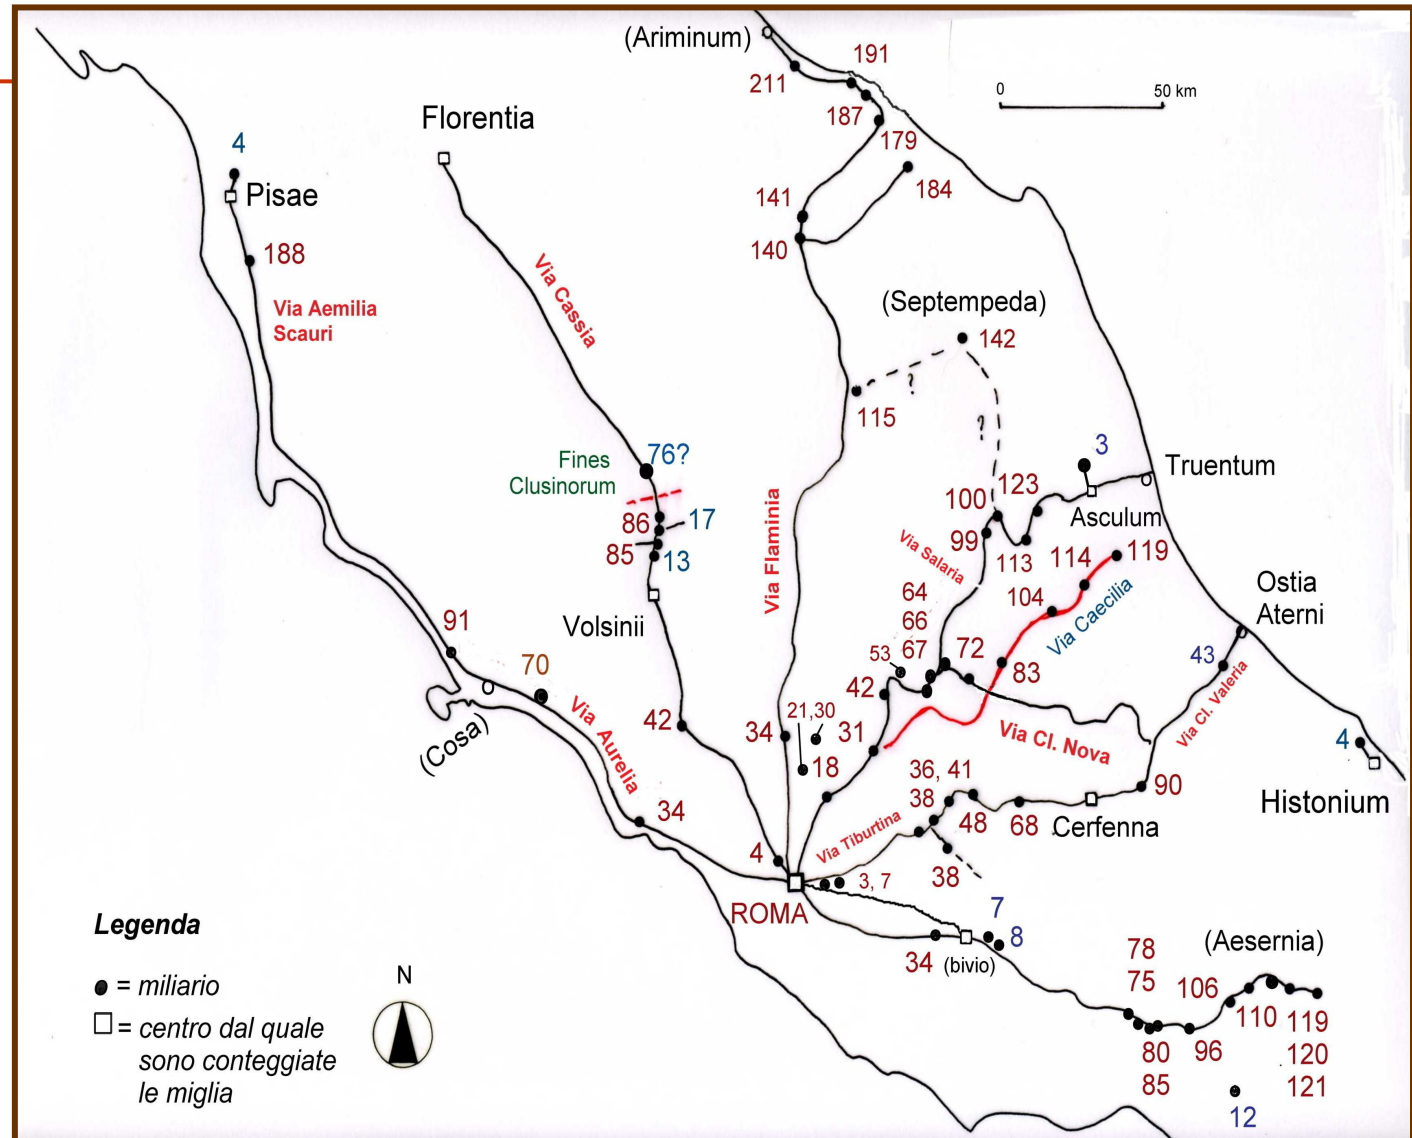 (Ariminum)
191
211
0
50 km
Florentia
187
179
4
184
Pisae
141
140
188
Via Cassia
Via Aemilia
Scauri
(Septempeda)
142
?
115
?
3
76?
Fines
Clusinorum
Truentum
123
100
86
17
Asculum
Via Flaminia
99
Via Salaria
85
13
113
114
119
64
104
Via Caecilia
Ostia
Aterni
Volsinii
66
91
67
72
53
83
43
70
42
Via Cl. Valeria
(Cosa)
Via Aurelia
42
34
21,30
31
Via Cl. Nova
4
18
36, 41
90
38
48
68
Cerfenna
Histonium
34
Via Tiburtina
4
38
3, 7
ROMA
7
8
Legenda
34
(bivio)
78
(Aesernia)
N
75
106
= miliario
110
119
= centro dal quale
sono conteggiate
le miglia
80
96
120
85
121
12